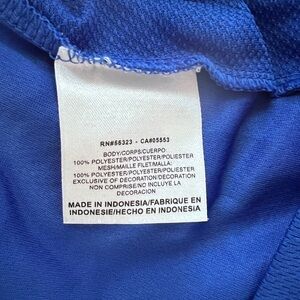 RN#56323 - CA#05553
BODY/CORPS/CUERPO:
100% POLYESTER/POLYESTER/POLIESTER
MESH/MAILLE FILET/MALLA:
100% POLYESTER/POLYESTER/POLIESTER
EXCLUSIVE OF DECORATION/DECORATION
NON COMPRISE/NO INCLUYE LA
DECORACION
MADE IN INDONESIA/FABRIQUE EN
INDONESIE/HECHO EN INDONESIA